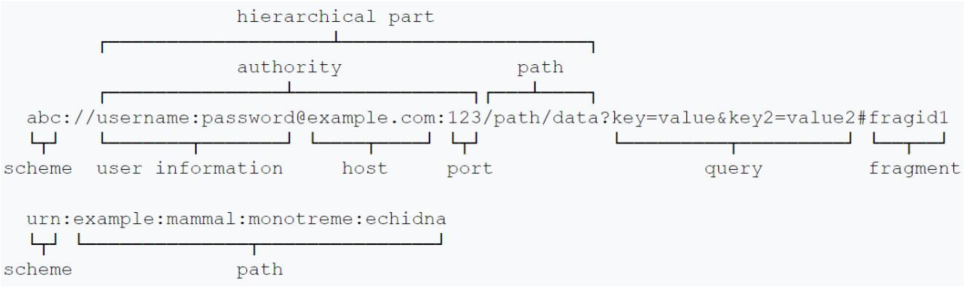 hierarchical part
authority path
abc://username:password@example.com:123/path/data?key=value&key2=value2#fragid1
scheme user information host port query fragment
urn:example:mammal:monotreme:echidna
scheme path